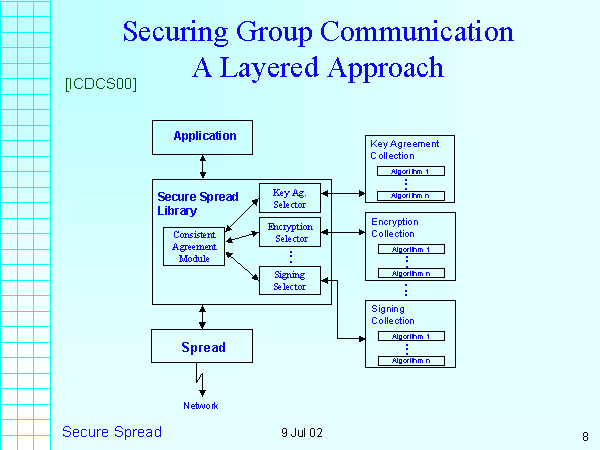 Securing Group Communication
A Layered Approach
[ICDCS00]
Application
Secure Spread
Library
Consistent
Agreement
Module
Key Ag.
Selector
Encryption
Selector
Signing
Selector
Key Agreement
Collection
Algorithm 1
Algorithm n
Encryption
Collection
Algorithm 1
Algorithm n
Signing
Collection
Algorithm 1
Algorithm n
Spread
Network
Secure Spread
9 Jul 02
8